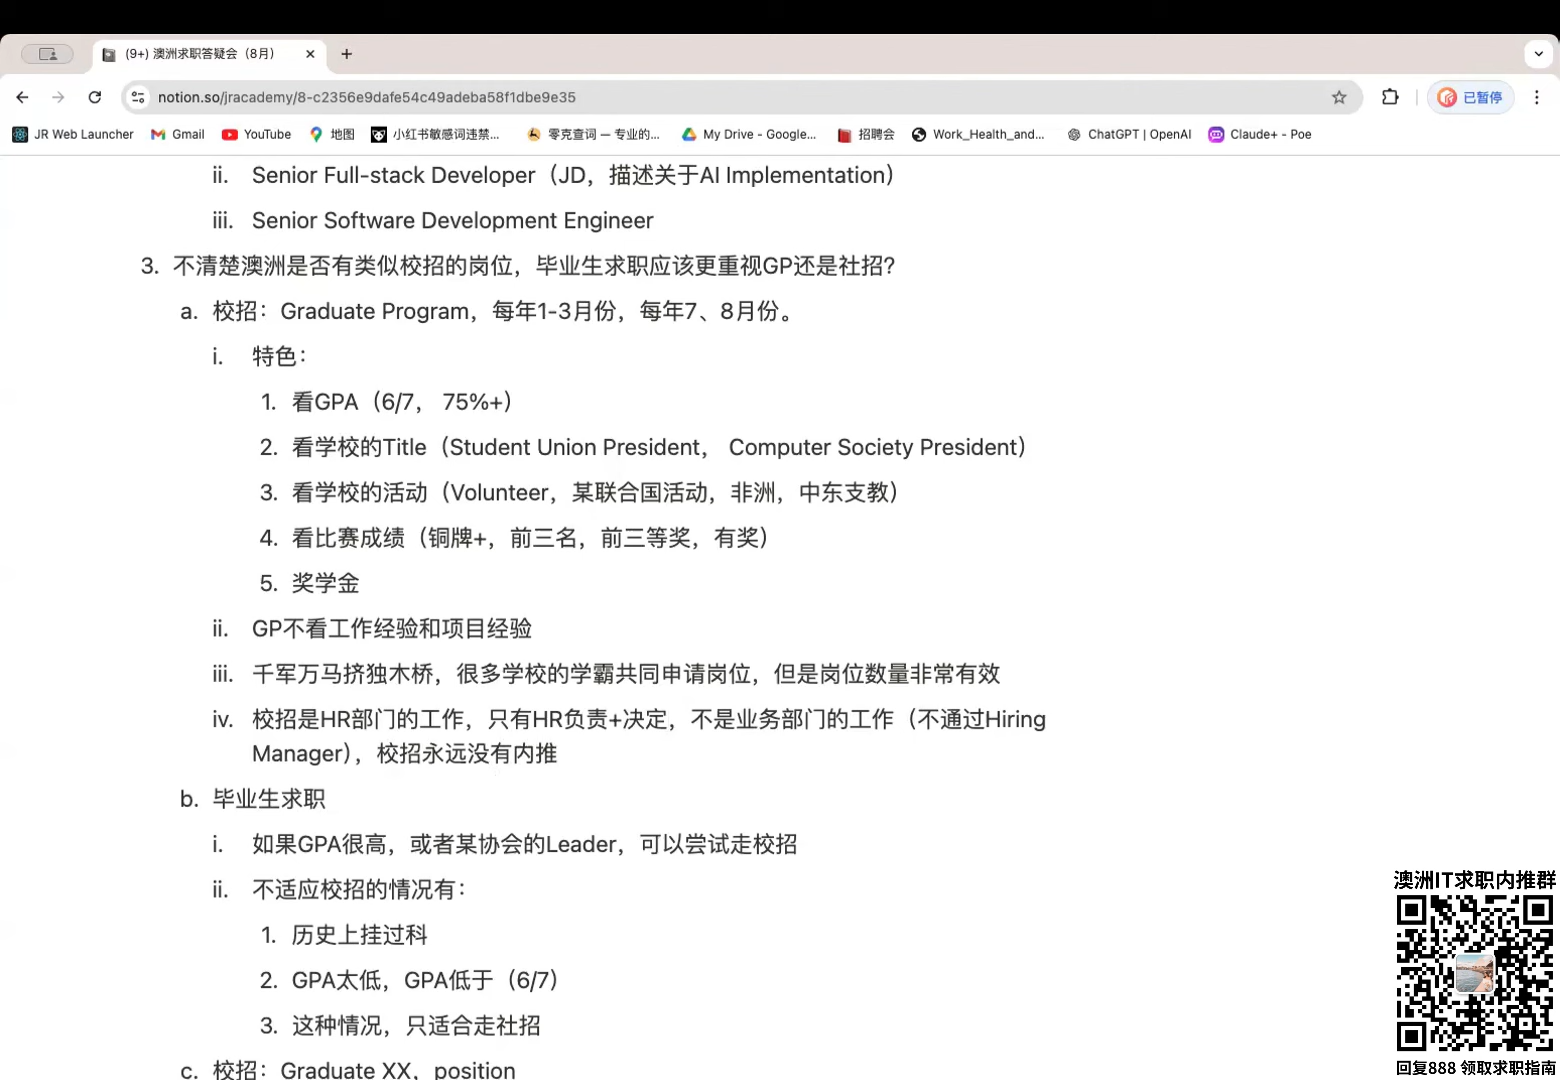 (9+) 澳洲求职答疑会（8月）
notion.so/jracademy/8-c2356e9dafe54c49adeba58f1dbe9e35
已暂停
JR Web Launcher
Gmail
YouTube
地图
小红书敏感词违禁...
零克查词 — 专业的...
My Drive - Google...
招聘会
Work_Health_and...
ChatGPT | OpenAI
Claude+ - Poe
ii. Senior Full-stack Developer（JD，描述关于AI Implementation）
iii. Senior Software Development Engineer
3. 不清楚澳洲是否有类似校招的岗位，毕业生求职应该更重视GP还是社招？
a. 校招：Graduate Program，每年1-3月份，每年7、8月份。
i. 特色：
1. 看GPA（6/7， 75%+）
2. 看学校的Title（Student Union President， Computer Society President）
3. 看学校的活动（Volunteer，某联合国活动，非洲，中东支教）
4. 看比赛成绩（铜牌+，前三名，前三等奖，有奖）
5. 奖学金
ii. GP不看工作经验和项目经验
iii. 千军万马挤独木桥，很多学校的学霸共同申请岗位，但是岗位数量非常有效
iv. 校招是HR部门的工作，只有HR负责+决定，不是业务部门的工作（不通过Hiring
Manager），校招永远没有内推
b. 毕业生求职
i. 如果GPA很高，或者某协会的Leader，可以尝试走校招
ii. 不适应校招的情况有：
1. 历史上挂过科
2. GPA太低，GPA低于（6/7）
3. 这种情况，只适合走社招
c. 校招：Graduate XX，position
澳洲IT求职内推群
回复888 领取求职指南